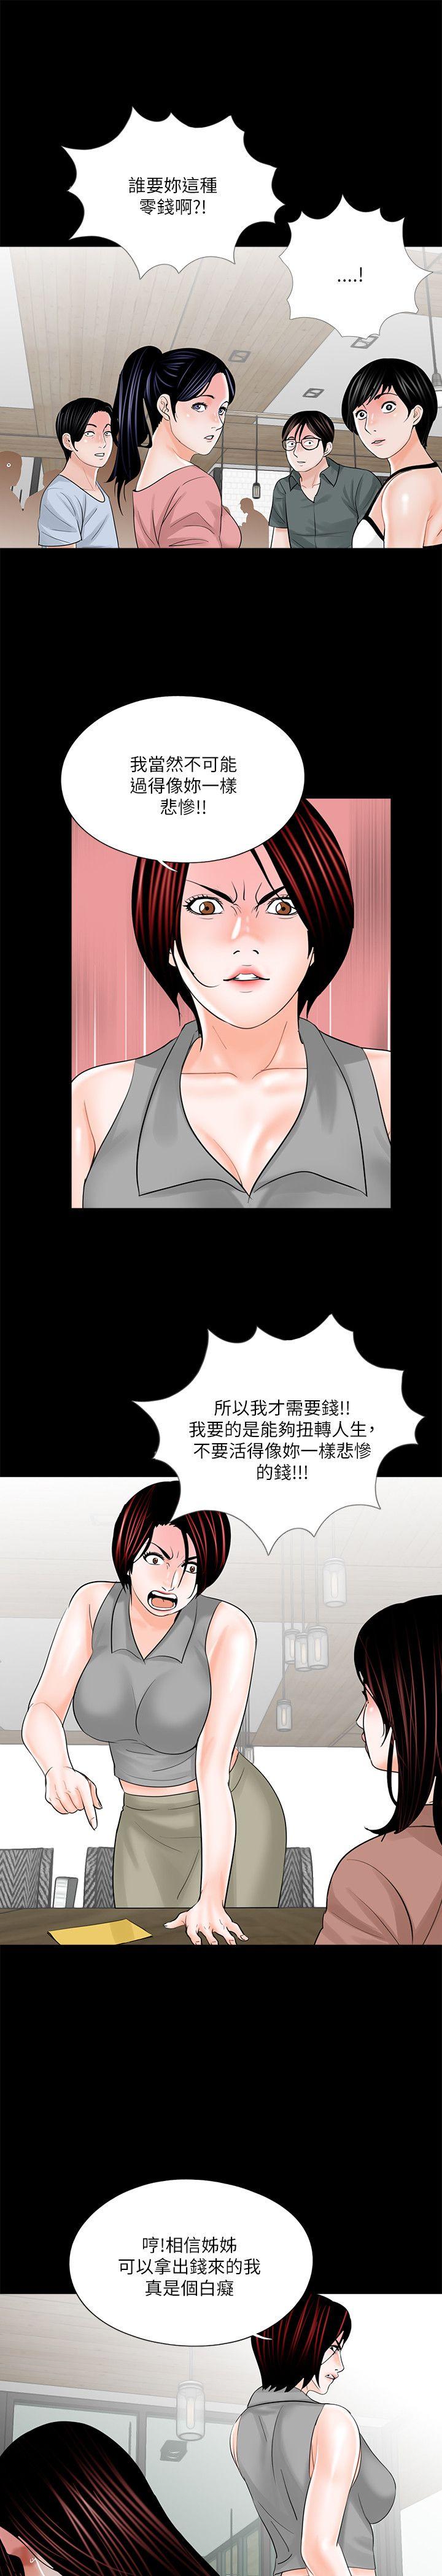 誰要妳這種
零錢啊?!
....!
我當然不可能
過得像妳一樣
悲慘!!
所以我才需要錢!!
我要的是能夠扭轉人生,
不要活得像妳一樣悲慘
的錢!!!
哼!相信姊姊
可以拿出錢來的我
真是個白癡